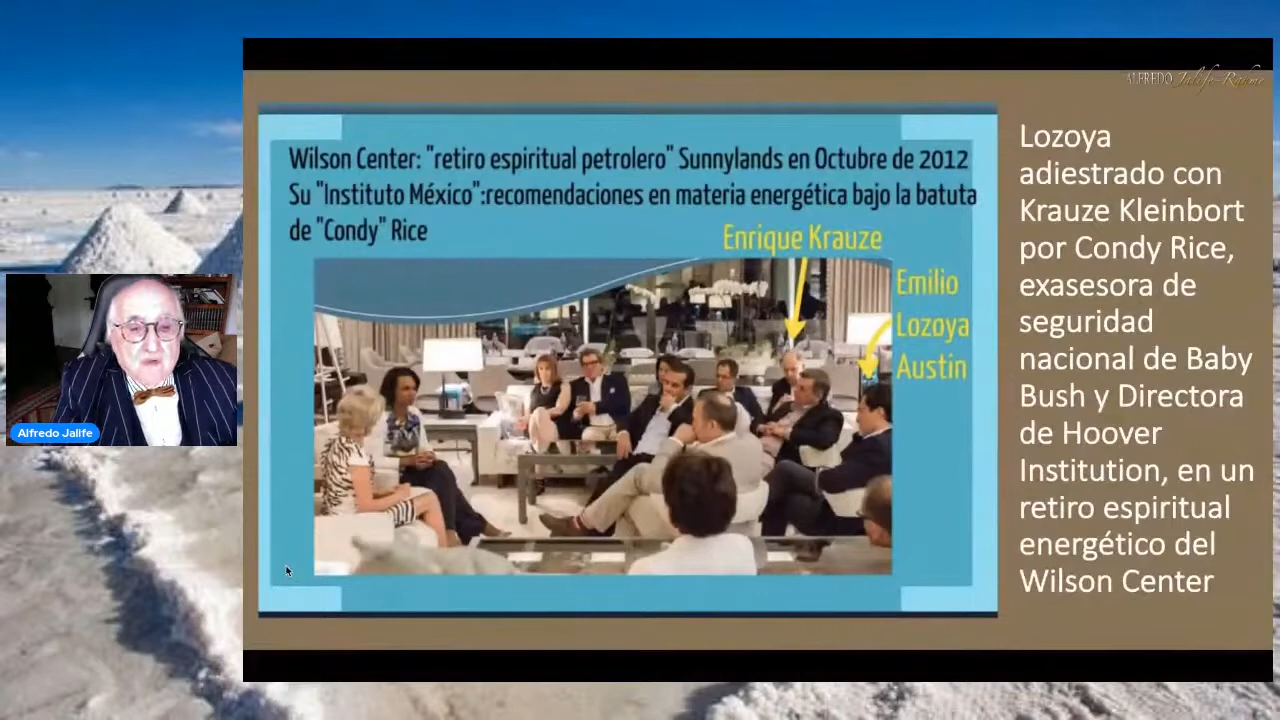 ALFREDO Jalife-Rahme
Wilson Center: "retiro espiritual petrolero" Sunnylands en Octubre de 2012
Su "Instituto México":recomendaciones en materia energética bajo la batuta
de "Condy" Rice
Enrique Krauze
Emilio
Lozoya
Austin
Lozoya
adiestrado con
Krauze Kleinbort
por Condy Rice,
exasesora de
seguridad
nacional de Baby
Bush y Directora
de Hoover
Institution, en un
retiro espiritual
energético del
Wilson Center
Alfredo Jalife